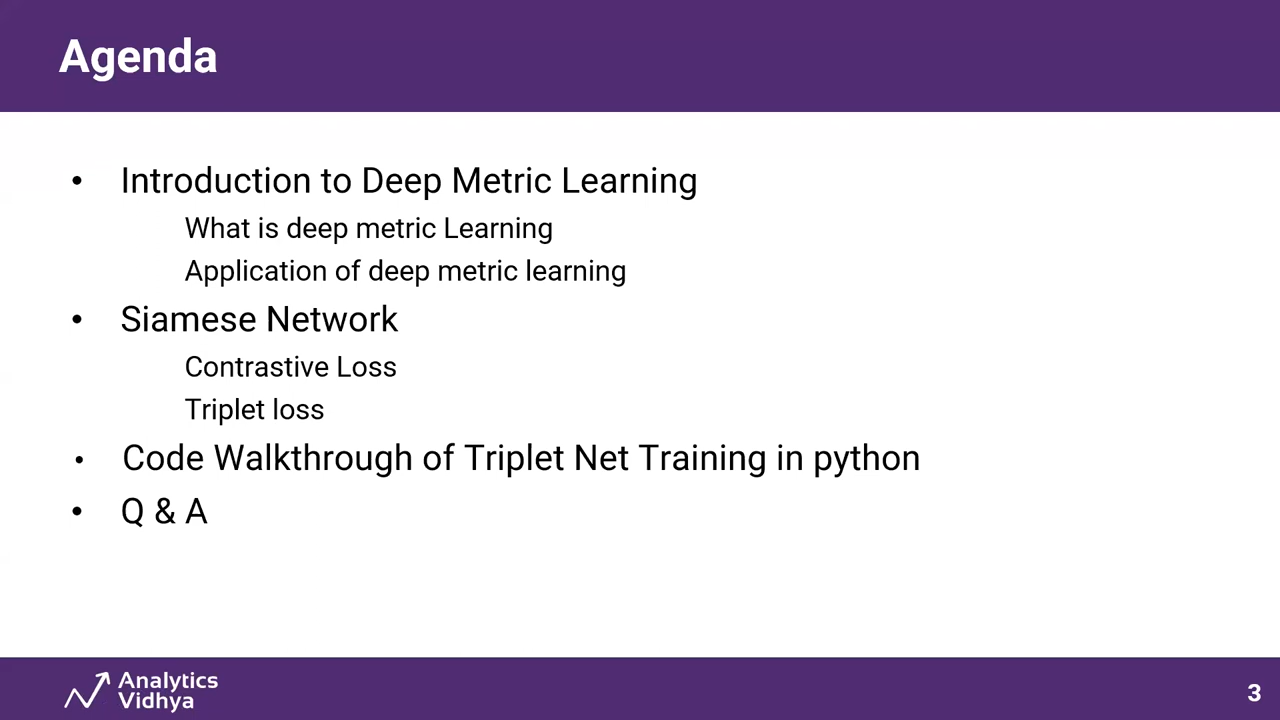 Agenda
• Introduction to Deep Metric Learning
What is deep metric Learning
Application of deep metric learning
• Siamese Network
Contrastive Loss
Triplet loss
• Code Walkthrough of Triplet Net Training in python
• Q & A
Analytics
Vidhya
3